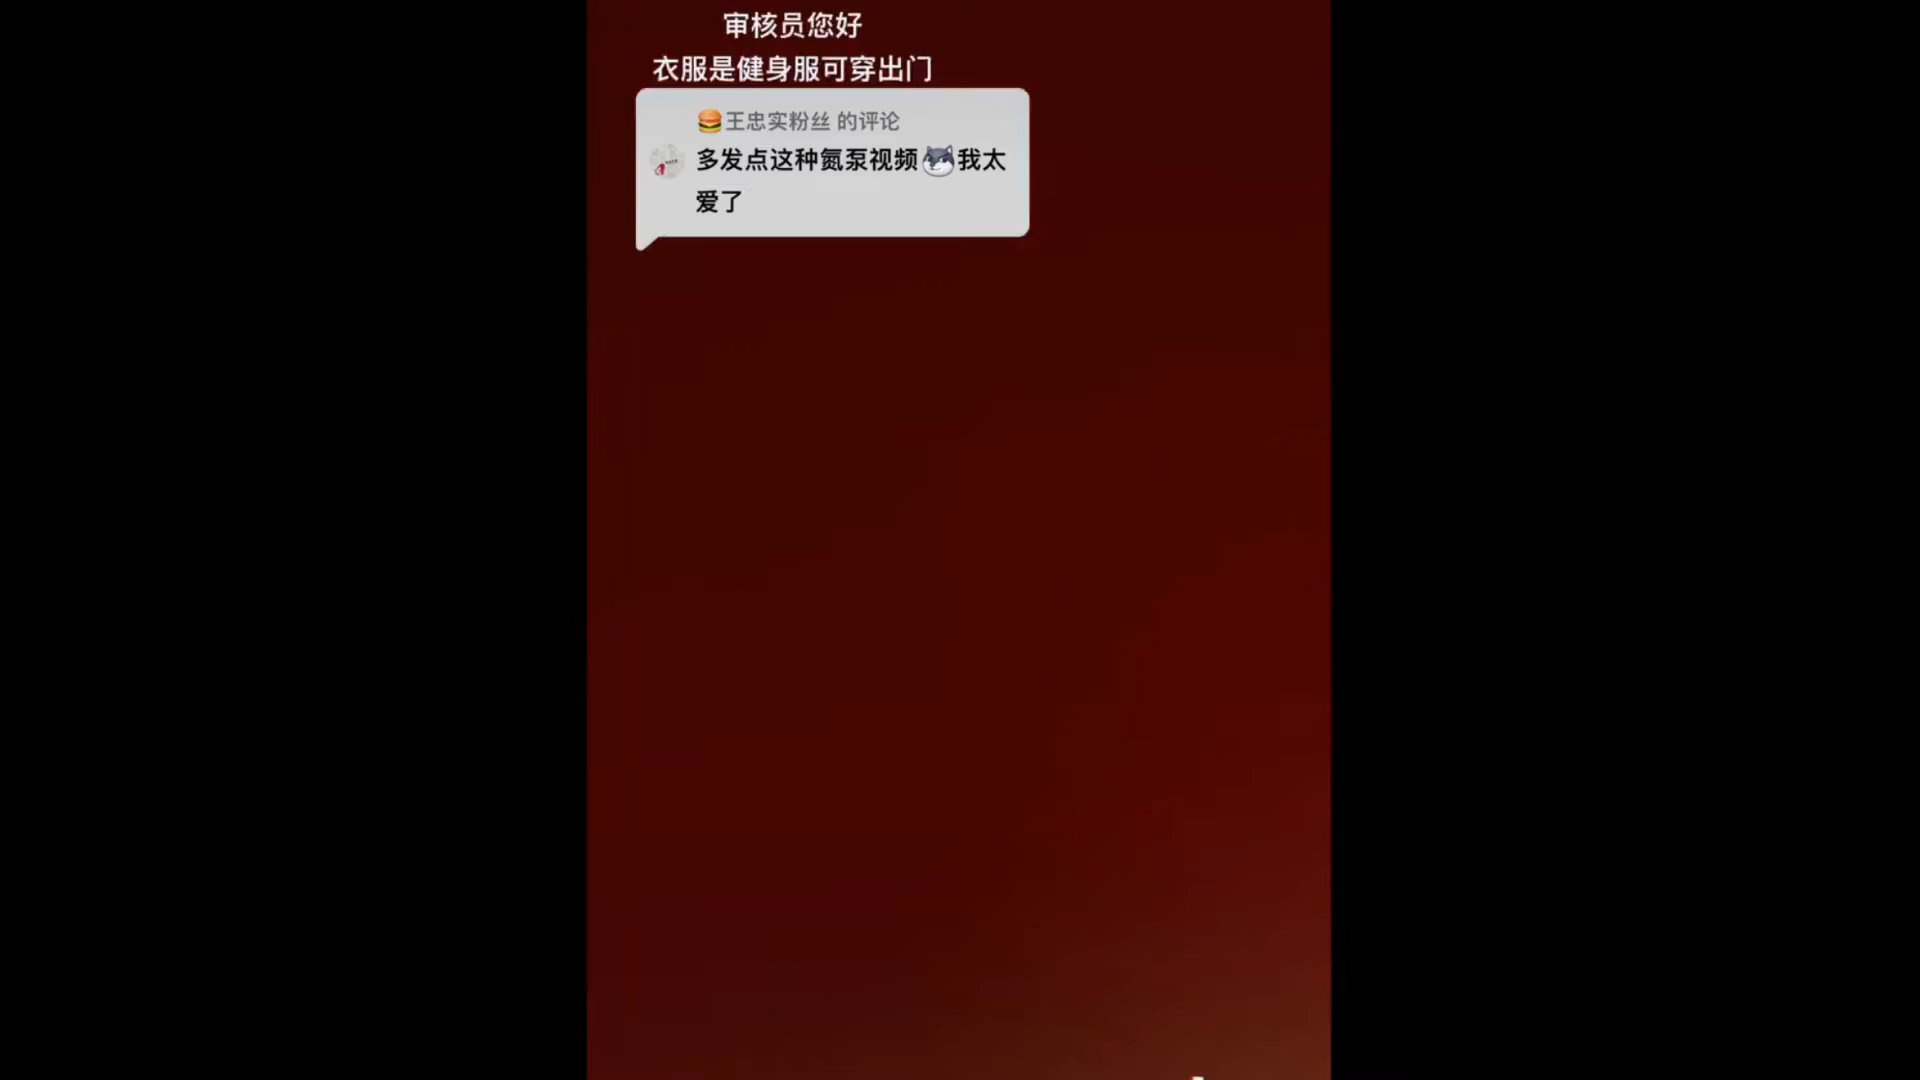 审核员您好
衣服是健身服可穿出门
🍔王忠实粉丝 的评论
多发点这种氮泵视频我太
爱了